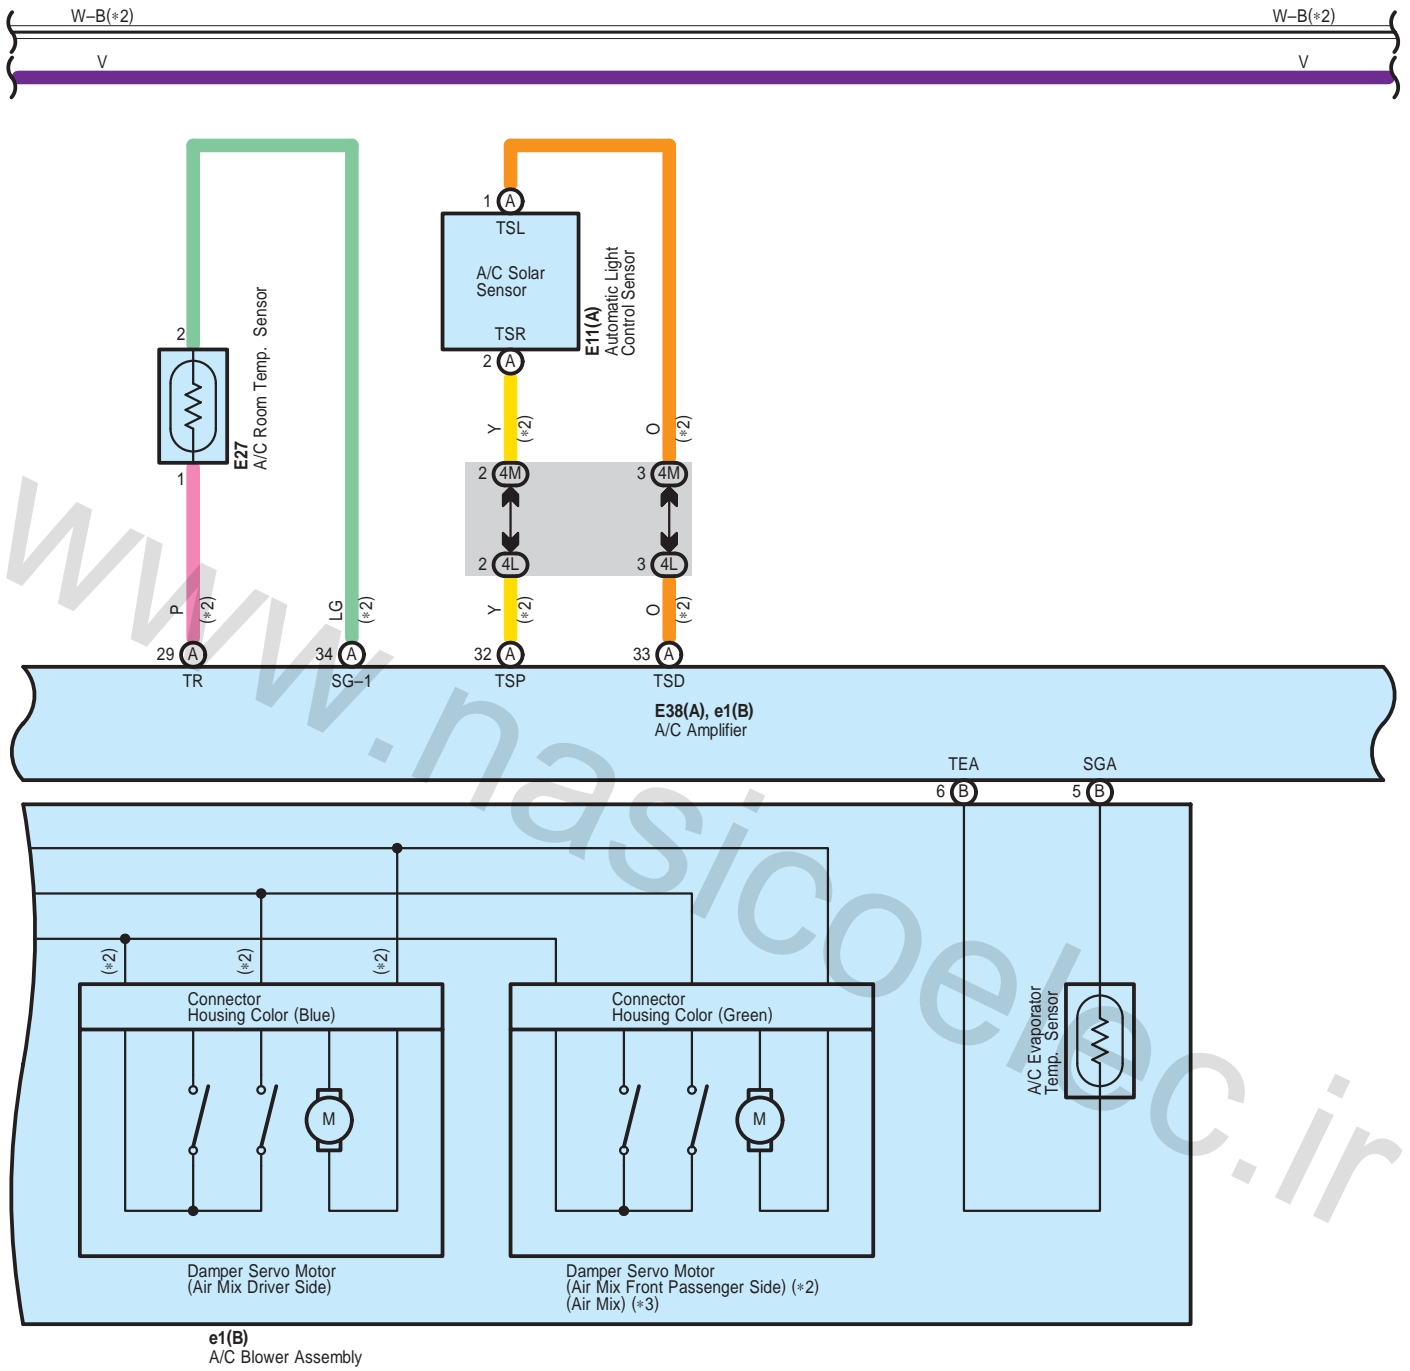 W–B(∗2)
W–B(∗2)
V
V
1 A
TSL
A/C Solar
Sensor
TSR
2 A
E11(A)
Automatic Light
Control Sensor
2
E27
A/C Room Temp. Sensor
1
Y
(∗2)
O
(∗2)
2 4M
3 4M
2 4L
3 4L
P
(∗2)
LG
(∗2)
Y
(∗2)
O
(∗2)
29 A
34 A
32 A
33 A
TR
SG–1
TSP
TSD
E38(A), e1(B)
A/C Amplifier
TEA
SGA
6 B
5 B
(∗2)
(∗2)
(∗2)
Connector
Housing Color (Blue)
Connector
Housing Color (Green)
A/C Evaporator
Temp. Sensor
M
M
Damper Servo Motor
(Air Mix Driver Side)
Damper Servo Motor
(Air Mix Front Passenger Side) (∗2)
(Air Mix) (∗3)
e1(B)
A/C Blower Assembly
www.nasicoelec.ir